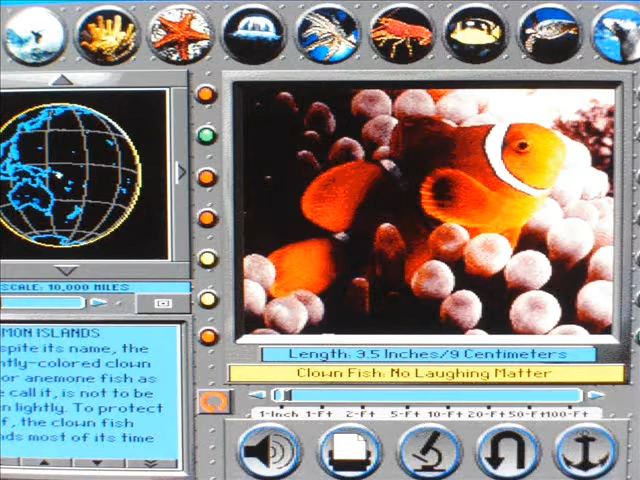 SCALE: 10,000 MILES
MON ISLANDS
spite its name, the
ntly-colored clown
or anemone fish as
e call it, is not to be
n lightly. To protect
f, the clown fish
nds most of its time
Length: 3.5 Inches/9 Centimeters
Clown Fish: No Laughing Matter
1-Inch 1-Ft 2-Ft 5-Ft 10-Ft 20-Ft 50-Ft 100-Ft